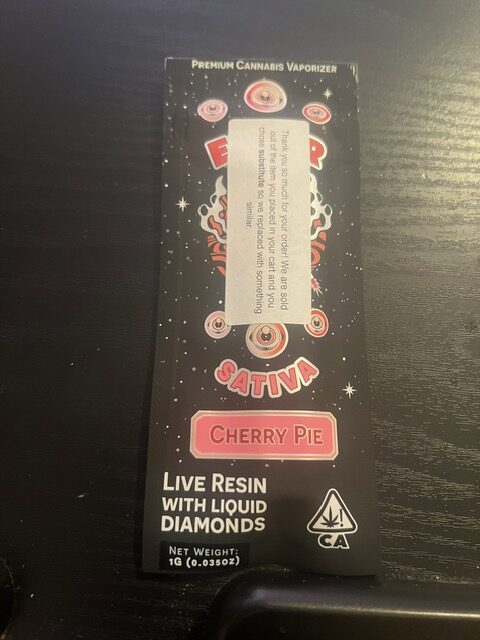 PREMIUM CANNABIS VAPORIZER
Thank you so much for your order! We are sold
out of the item you placed in your cart and you
chose substitute so we replaced with something
similar.
SATIVA
CHERRY PIE
LIVE RESIN
WITH LIQUID
DIAMONDS
CA
NET WEIGHT:
1G (0.035OZ)